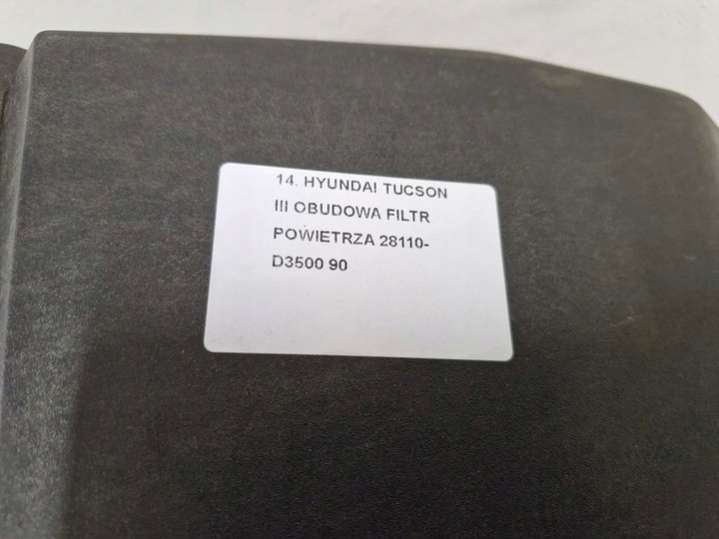 14. HYUNDAI TUCSON
III OBUDOWA FILTR
POWIETRZA 28110-
D3500 90